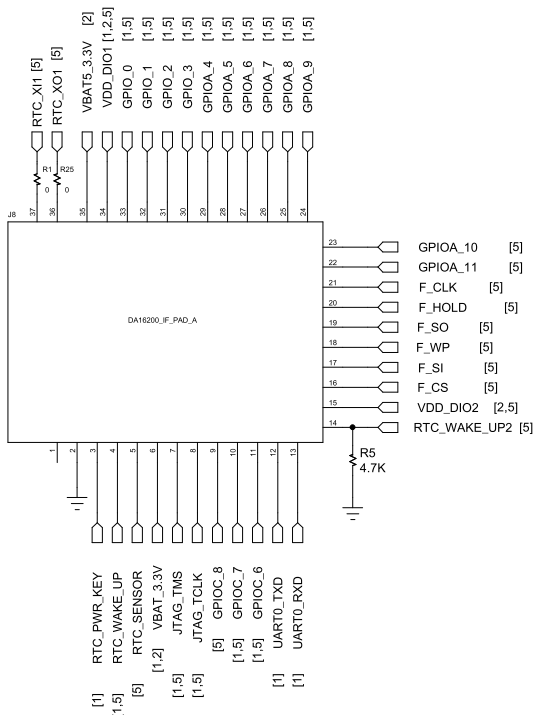 RTC_XI1 [5]
RTC_XO1 [5]
VBAT5_3.3V [2]
VDD_DIO1 [1,2,5]
GPIO_0 [1,5]
GPIO_1 [1,5]
GPIO_2 [1,5]
GPIO_3 [1,5]
GPIOA_4 [1,5]
GPIOA_5 [1,5]
GPIOA_6 [1,5]
GPIOA_7 [1,5]
GPIOA_8 [1,5]
GPIOA_9 [1,5]
R1
0
R25
0
J8
37
36
35
34
33
32
31
30
29
28
27
26
25
24
DA16200_IF_PAD_A
23 GPIOA_10 [5]
22 GPIOA_11 [5]
21 F_CLK [5]
20 F_HOLD [5]
19 F_SO [5]
18 F_WP [5]
17 F_SI [5]
16 F_CS [5]
15 VDD_DIO2 [2,5]
14 RTC_WAKE_UP2 [5]
R5
4.7K
1
2
3
4
5
6
7
8
9
10
11
12
13
[1] RTC_PWR_KEY
[1,5] RTC_WAKE_UP
[5] RTC_SENSOR
[1,2] VBAT_3.3V
[1,5] JTAG_TMS
[1,5] JTAG_TCLK
[5] GPIOC_8
[1,5] GPIOC_7
[1,5] GPIOC_6
[1] UART0_TXD
[1] UART0_RXD